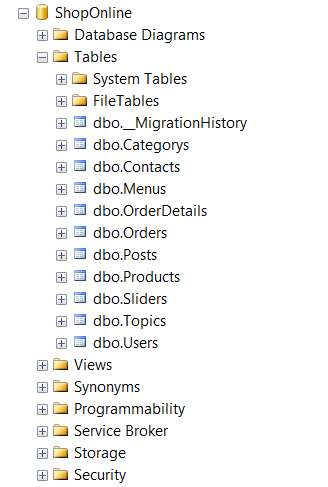 ShopOnline
Database Diagrams
Tables
System Tables
FileTables
dbo.__MigrationHistory
dbo.Categorys
dbo.Contacts
dbo.Menus
dbo.OrderDetails
dbo.Orders
dbo.Posts
dbo.Products
dbo.Sliders
dbo.Topics
dbo.Users
Views
Synonyms
Programmability
Service Broker
Storage
Security